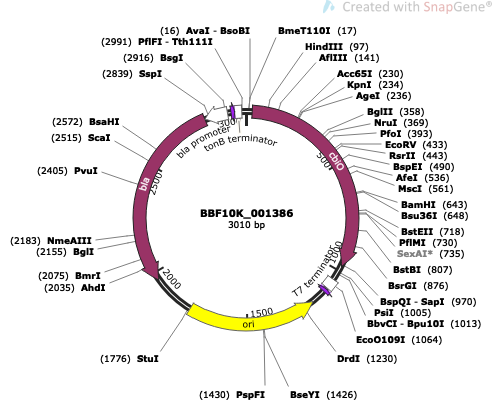 Created with SnapGene®
(16) AvaI - BsoBI
BmeT110I (17)
(2991) PflFI - Tth111I
HindIII (97)
(2916) BsgI
AflIII (141)
(2839) SspI
Acc65I (230)
KpnI (234)
AgeI (236)
BglII (358)
(2572) BsaHI
NruI (369)
(2515) ScaI
PfoI (393)
EcoRV (433)
RsrII (443)
(2405) PvuI
BspEI (490)
AfeI (536)
MscI (561)
BamHI (643)
Bsu36I (648)
BstEII (718)
(2183) NmeAIII
PflMI (730)
(2155) BglI
SexAI* (735)
BstBI (807)
(2075) BmrI
BsrGI (876)
(2035) AhdI
BspQI - SapI (970)
PsiI (1005)
BbvCI - Bpu10I (1013)
EcoO109I (1064)
(1776) StuI
DrdI (1230)
(1430) PspFI
BseYI (1426)
BBF10K_001386
3010 bp
bla promoter
tonB terminator
T7 terminator
cbiO
bla
ori
500
1000
1500
2000
2500